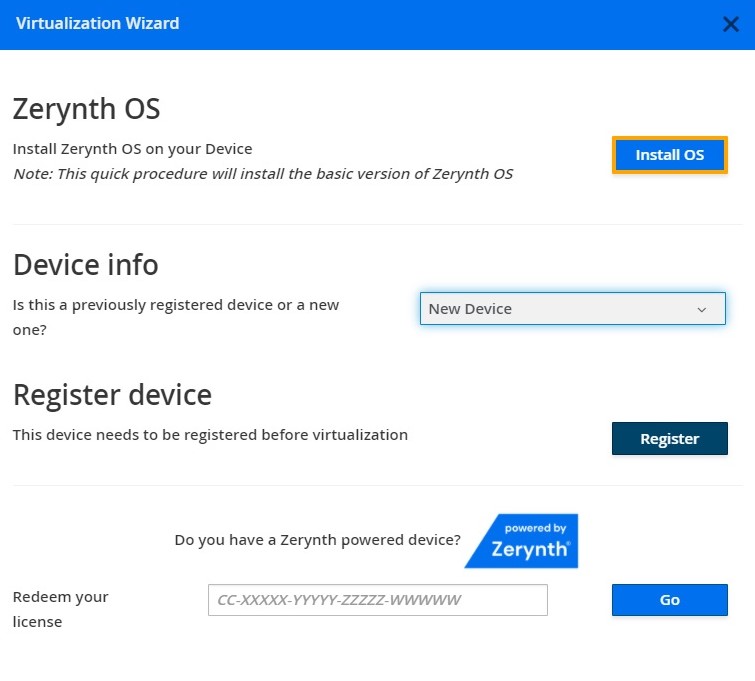 Virtualization Wizard
Zerynth OS
Install Zerynth OS on your Device
Note: This quick procedure will install the basic version of Zerynth OS
Install OS
Device info
Is this a previously registered device or a new
one?
New Device
Register device
This device needs to be registered before virtualization
Register
Do you have a Zerynth powered device?
powered by
Zerynth®
Redeem your
license
CC-XXXXX-YYYYY-ZZZZZ-WWWWW
Go